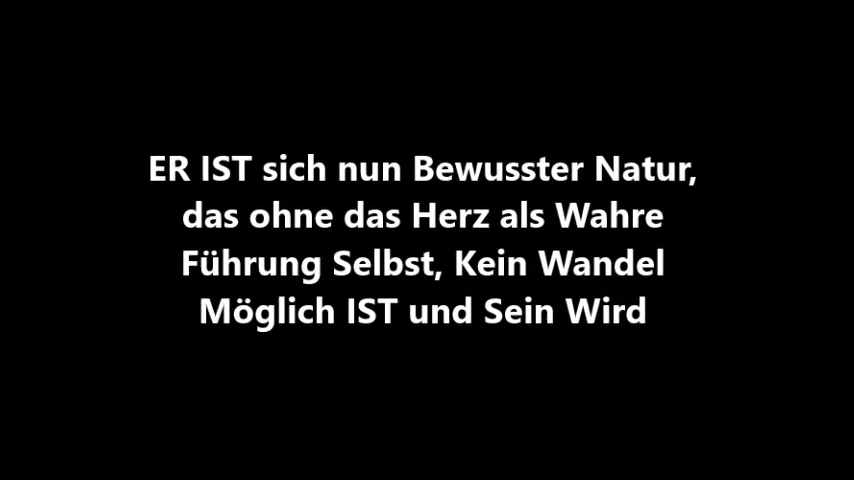 ER IST sich nun Bewusster Natur,
das ohne das Herz als Wahre
Führung Selbst, Kein Wandel
Möglich IST und Sein Wird